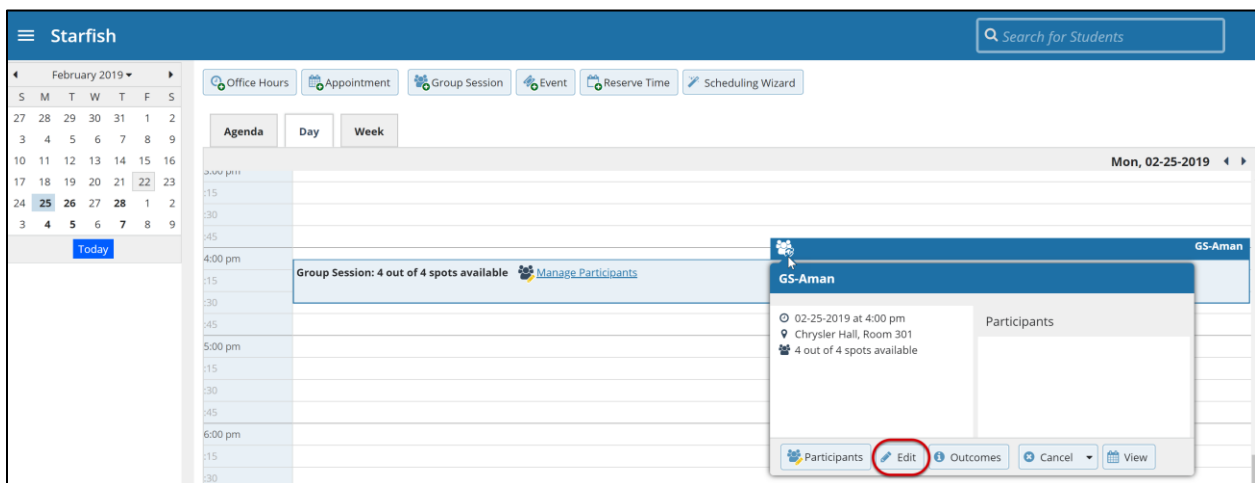 Starfish
Search for Students
February 2019
S M T W T F S
27 28 29 30 31 1 2
3 4 5 6 7 8 9
10 11 12 13 14 15 16
17 18 19 20 21 22 23
24 25 26 27 28 1 2
3 4 5 6 7 8 9
Today
Office Hours Appointment Group Session Event Reserve Time Scheduling Wizard
Agenda Day Week
Mon, 02-25-2019
3:00 pm
:15
:30
:45
4:00 pm
:15
:30
:45
5:00 pm
:15
:30
:45
6:00 pm
:15
:30
GS-Aman
Group Session: 4 out of 4 spots available Manage Participants
GS-Aman
02-25-2019 at 4:00 pm
Chrysler Hall, Room 301
4 out of 4 spots available
Participants
Participants Edit Outcomes Cancel View